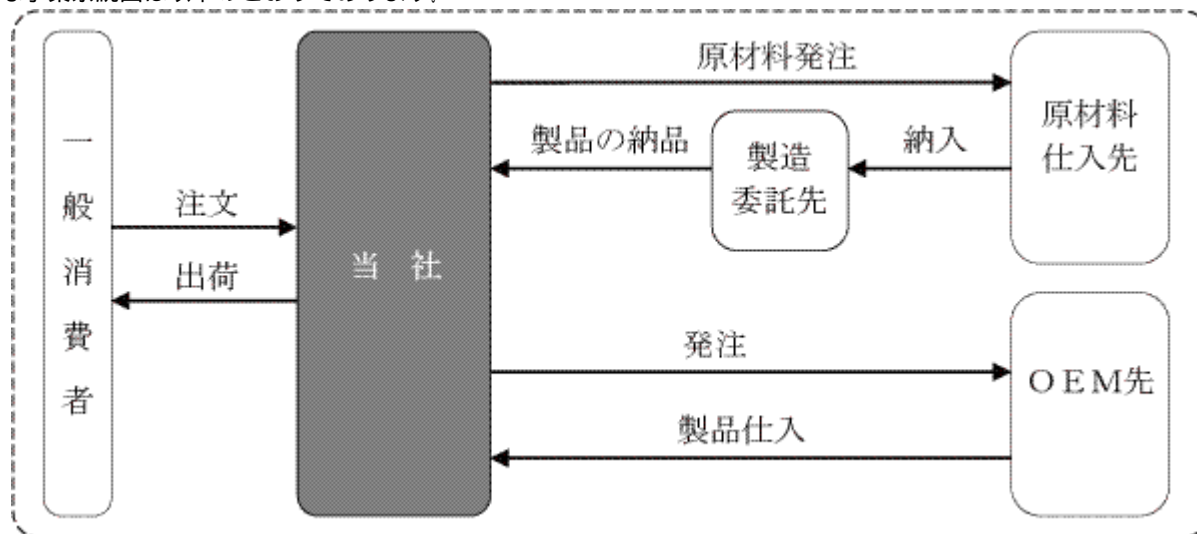 一般消費者
注文
出荷
当　社
原材料発注
製品の納品
製造
委託先
納入
原材料
仕入先
発注
製品仕入
ＯＥＭ先